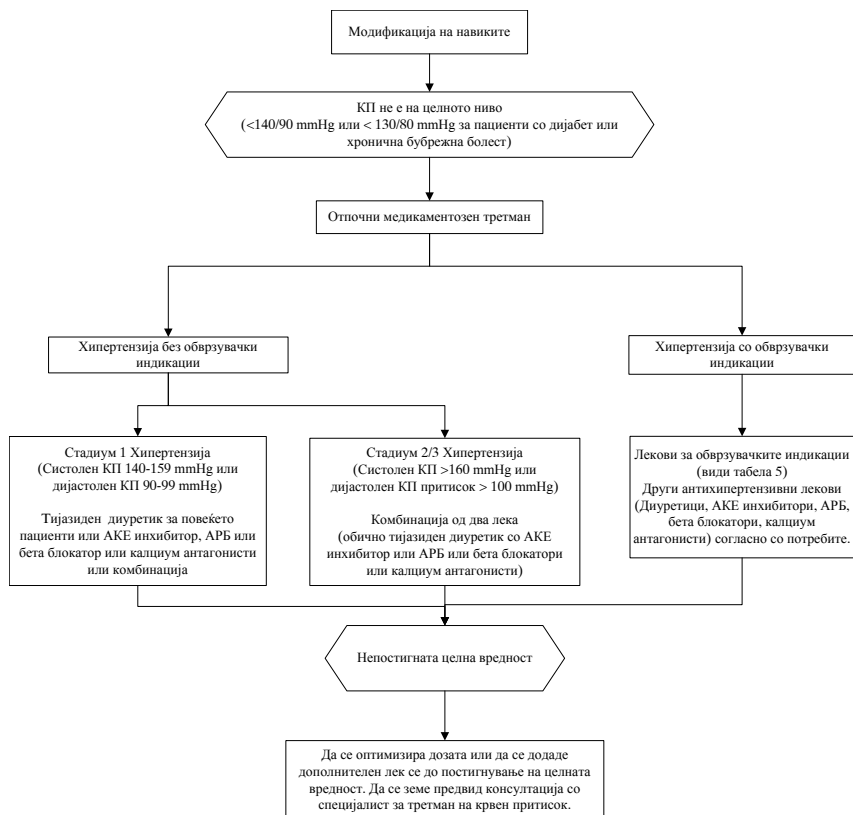 Модификација на навиките
КП не е на целното ниво
(<140/90 mmHg или < 130/80 mmHg за пациенти со дијабет или
хронична бубрежна болест)
Отпочни медикаментозен третман
Хипертензија без обврзувачки
индикации
Хипертензија со обврзувачки
индикации
Стадиум 1 Хипертензија
(Систолен КП 140-159 mmHg или
дијастолен КП 90-99 mmHg)
Тијазиден диуретик за повеќето
пациенти или АКЕ инхибитор, АРБ или
бета блокатор или калциум антагонисти
или комбинација
Стадиум 2/3 Хипертензија
(Систолен КП >160 mmHg или
дијастолен КП притисок > 100 mmHg)
Комбинација од два лека
(обично тијазиден диуретик со АКЕ
инхибитор или АРБ или бета блокатори
или калциум антагонисти)
Лекови за обврзувачките индикации
(види табела 5)
Други антихипертензивни лекови
(Диуретици, АКЕ инхибитори, АРБ,
бета блокатори, калциум
антагонисти) согласно со потребите.
Непостигната целна вредност
Да се оптимизира дозата или да се додаде
дополнителен лек се до постигнување на целната
вредност. Да се земе предвид консултација со
специјалист за третман на крвен притисок.